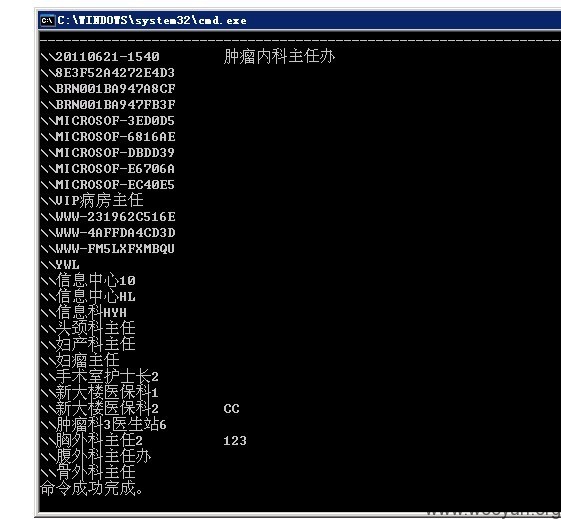 C:\WINDOWS\system32\cmd.exe
\\20110621-1540 肿瘤内科主任办
\\8E3F52A4272E4D3
\\BRN001BA947A8CF
\\BRN001BA947FB3F
\\MICROSOF-3ED0D5
\\MICROSOF-6816AE
\\MICROSOF-DBDD39
\\MICROSOF-E6706A
\\MICROSOF-EC40E5
\\VIP病房主任
\\WWW-231962C516E
\\WWW-4AFFDA4CD3D
\\WWW-FM5LXFXMBQU
\\YWL
\\信息中心10
\\信息中心HL
\\信息科HYH
\\头颈科主任
\\妇产科主任
\\妇瘤主任
\\手术室护士长2
\\新大楼医保科1
\\新大楼医保科2 CC
\\肿瘤科3医生站6
\\胸外科主任2 123
\\腹外科主任办
\\骨外科主任
命令成功完成。
www.wooyun.org